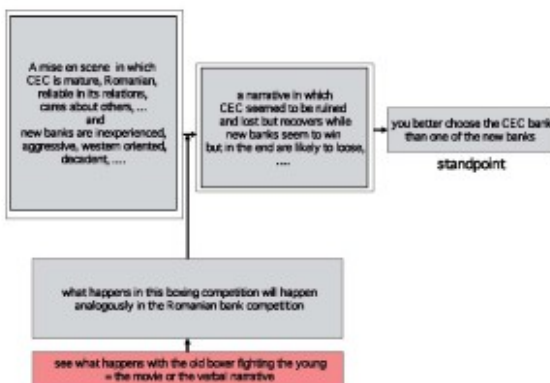 A mise en scene in which
CEC is mature, Romanian,
reliable in its relations,
cares about others, ...
and
new banks are inexperienced,
aggressive, western oriented,
decadent, ....
a narrative in which
CEC seemed to be ruined
and lost but recovers while
new banks seem to win
but in the end are likely to loose,
....
you better choose the CEC bank
than one of the new banks
standpoint
what happens in this boxing competition will happen
analogously in the Romanian bank competition
see what happens with the old boxer fighting the young
= the movie or the verbal narrative